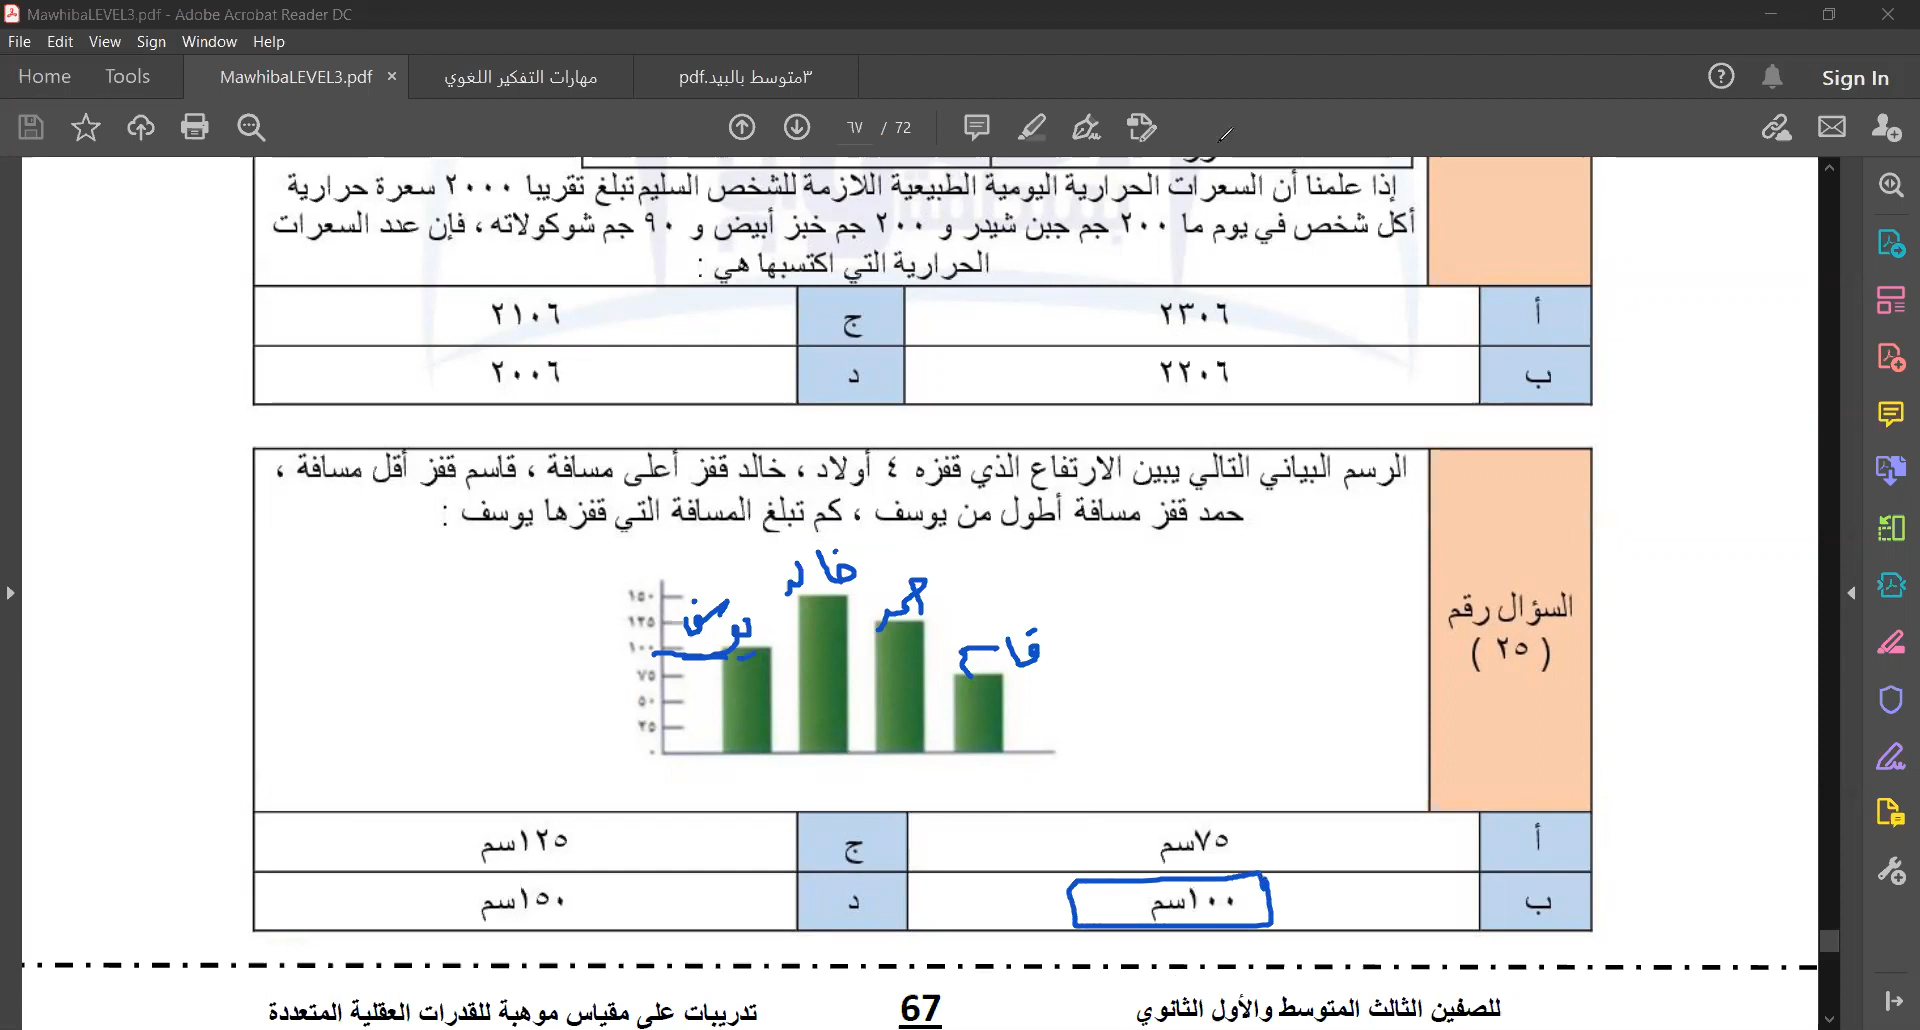 MawhibaLEVEL3.pdf - Adobe Acrobat Reader DC
File Edit View Sign Window Help
Home Tools MawhibaLEVEL3.pdf × مهارات التفكير اللغوي ٣متوسط بالبيد.pdf Sign In
٦٧ / 72
إذا علمنا أن السعرات الحرارية اليومية الطبيعية اللازمة للشخص السليم تبلغ تقريبا ٢٠٠٠ سعرة حرارية
أكل شخص في يوم ما ٢٠٠ جم جبن شيدر و ٢٠٠ جم خبز أبيض و ٩٠ جم شوكولاته ، فإن عدد السعرات
الحرارية التي اكتسبها هي :
أ ٢٣٠٦ ج ٢١٠٦
ب ٢٢٠٦ د ٢٠٠٦
السؤال رقم
( ٢٥ )
الرسم البياني التالي يبين الارتفاع الذي قفزه ٤ أولاد ، خالد قفز أعلى مسافة ، قاسم قفز أقل مسافة ،
حمد قفز مسافة أطول من يوسف ، كم تبلغ المسافة التي قفزها يوسف :
خالد
حمد
يوسف
قاسم
١٥٠
١٢٥
١٠٠
٧٥
٥٠
٢٥
٠
أ ٧٥سم ج ١٢٥سم
ب ١٠٠سم د ١٥٠سم
للصفين الثالث المتوسط والأول الثانوي 67 تدريبات على مقياس موهبة للقدرات العقلية المتعددة